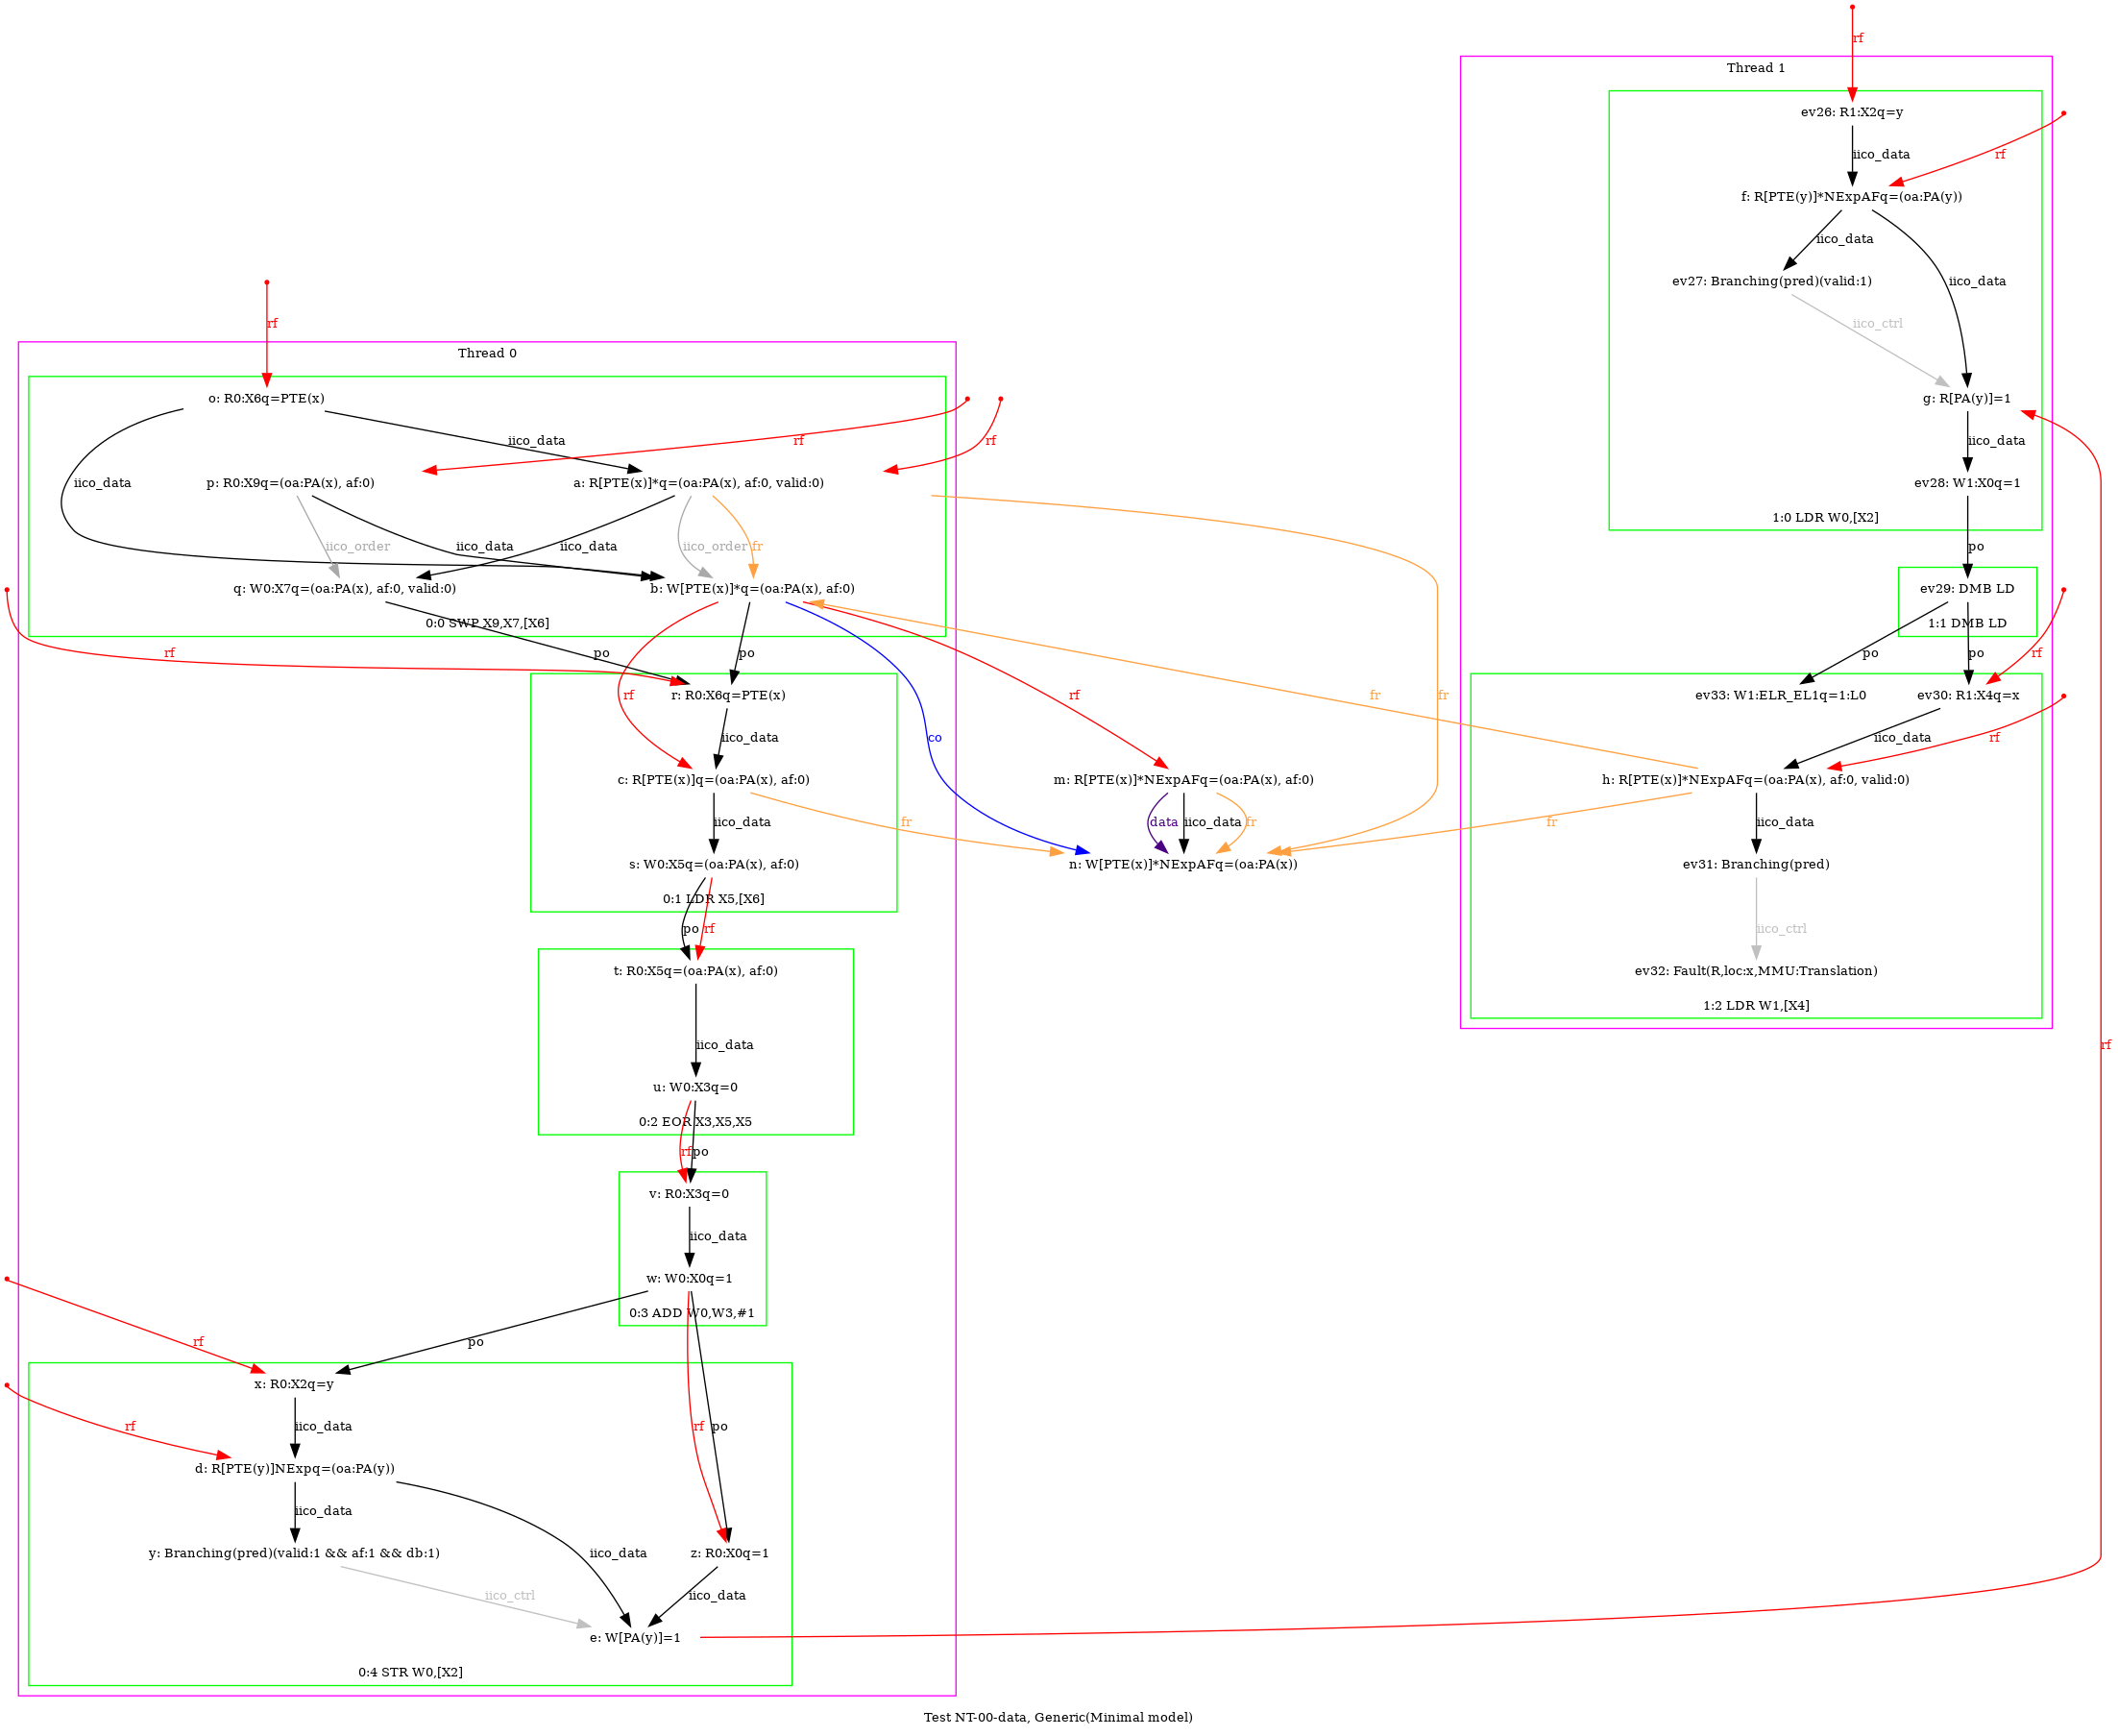 rf
Thread 1
ev26: R1:X2q=y
iico_data
rf
f: R[PTE(y)]*NExpAFq=(oa:PA(y))
iico_data
ev27: Branching(pred)(valid:1)
iico_data
iico_ctrl
g: R[PA(y)]=1
iico_data
ev28: W1:X0q=1
1:0 LDR W0,[X2]
po
ev29: DMB LD
1:1 DMB LD
po
po
rf
ev33: W1:ELR_EL1q=1:L0
ev30: R1:X4q=x
iico_data
rf
h: R[PTE(x)]*NExpAFq=(oa:PA(x), af:0, valid:0)
iico_data
ev31: Branching(pred)
iico_ctrl
ev32: Fault(R,loc:x,MMU:Translation)
1:2 LDR W1,[X4]
rf
rf
Thread 0
o: R0:X6q=PTE(x)
iico_data
iico_data
rf
rf
p: R0:X9q=(oa:PA(x), af:0)
a: R[PTE(x)]*q=(oa:PA(x), af:0, valid:0)
iico_order
iico_data
iico_data
iico_order
fr
q: W0:X7q=(oa:PA(x), af:0, valid:0)
b: W[PTE(x)]*q=(oa:PA(x), af:0)
0:0 SWP X9,X7,[X6]
rf
po
po
rf
co
rf
fr
fr
r: R0:X6q=PTE(x)
iico_data
c: R[PTE(x)]q=(oa:PA(x), af:0)
m: R[PTE(x)]*NExpAFq=(oa:PA(x), af:0)
iico_data
fr
data
iico_data
fr
fr
s: W0:X5q=(oa:PA(x), af:0)
n: W[PTE(x)]*NExpAFq=(oa:PA(x))
0:1 LDR X5,[X6]
po
rf
t: R0:X5q=(oa:PA(x), af:0)
iico_data
u: W0:X3q=0
0:2 EOR X3,X5,X5
rf
po
v: R0:X3q=0
iico_data
w: W0:X0q=1
0:3 ADD W0,W3,#1
rf
po
x: R0:X2q=y
rf
iico_data
rf
po
d: R[PTE(y)]NExpq=(oa:PA(y))
iico_data
iico_data
y: Branching(pred)(valid:1 && af:1 && db:1)
z: R0:X0q=1
iico_ctrl
iico_data
e: W[PA(y)]=1
0:4 STR W0,[X2]
Test NT-00-data, Generic(Minimal model)